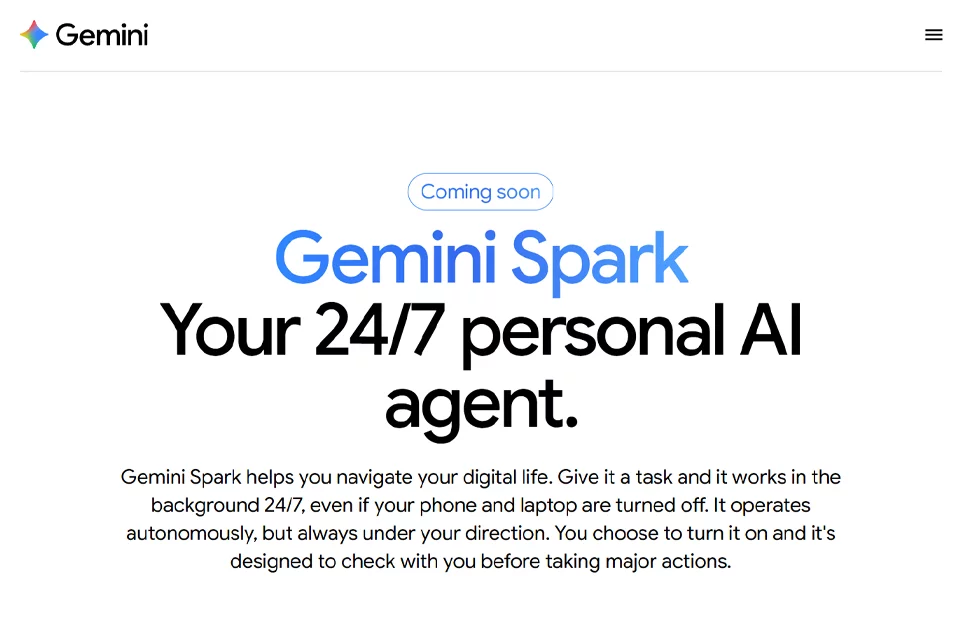 Gemini
Coming soon
Gemini Spark
Your 24/7 personal AI
agent.
Gemini Spark helps you navigate your digital life. Give it a task and it works in the
background 24/7, even if your phone and laptop are turned off. It operates
autonomously, but always under your direction. You choose to turn it on and it's
designed to check with you before taking major actions.